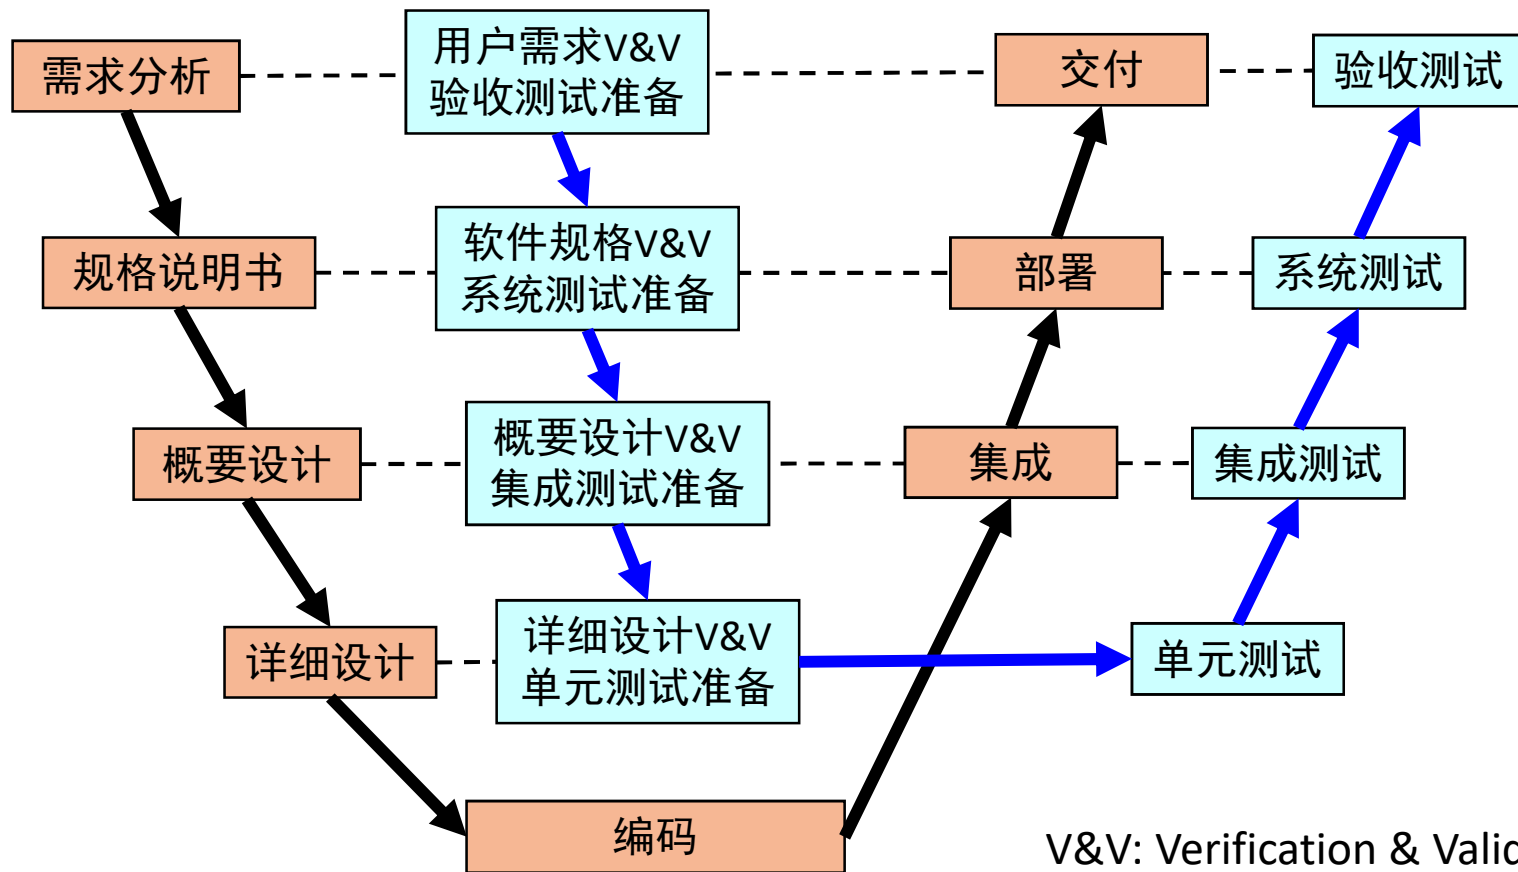 需求分析
用户需求V&V
验收测试准备
交付
验收测试
规格说明书
软件规格V&V
系统测试准备
部署
系统测试
概要设计
概要设计V&V
集成测试准备
集成
集成测试
详细设计
详细设计V&V
单元测试准备
单元测试
编码
V&V: Verification & Valid